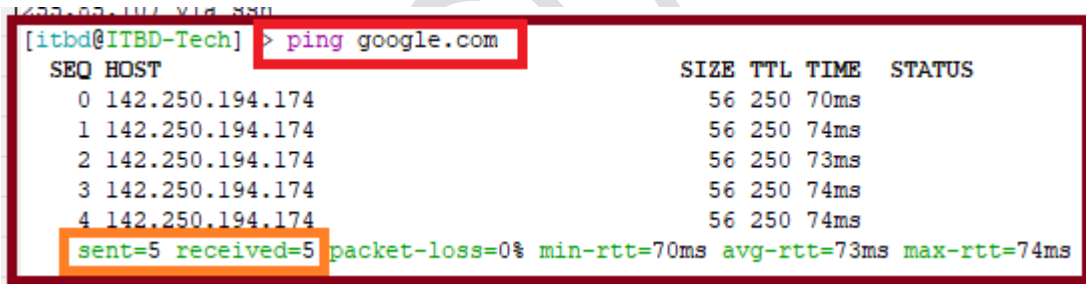 [itbd@ITBD-Tech] > ping google.com
SEQ HOST SIZE TTL TIME STATUS
0 142.250.194.174 56 250 70ms
1 142.250.194.174 56 250 74ms
2 142.250.194.174 56 250 73ms
3 142.250.194.174 56 250 74ms
4 142.250.194.174 56 250 74ms
sent=5 received=5 packet-loss=0% min-rtt=70ms avg-rtt=73ms max-rtt=74ms